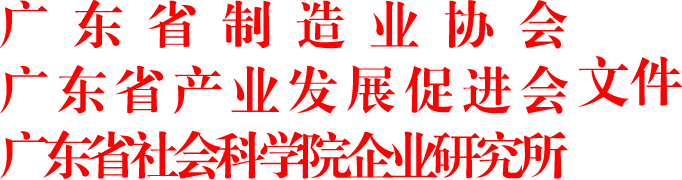 广东省制造业协会
广东省产业发展促进会
文件
广东省社会科学院企业研究所